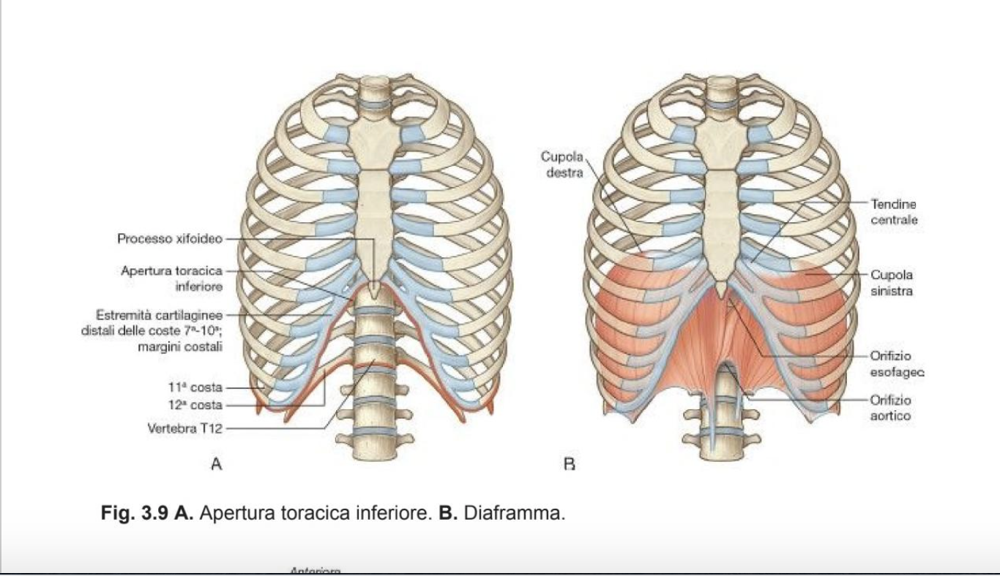 Processo xifoideo
Apertura toracica
inferiore
Estremità cartilaginee
distali delle coste 7ª-10ª;
margini costali
11ª costa
12ª costa
Vertebra T12
A
Cupola
destra
Tendine
centrale
Cupola
sinistra
Orifizio
esofageo
Orifizio
aortico
B
Fig. 3.9 A. Apertura toracica inferiore. B. Diaframma.
Anteriore